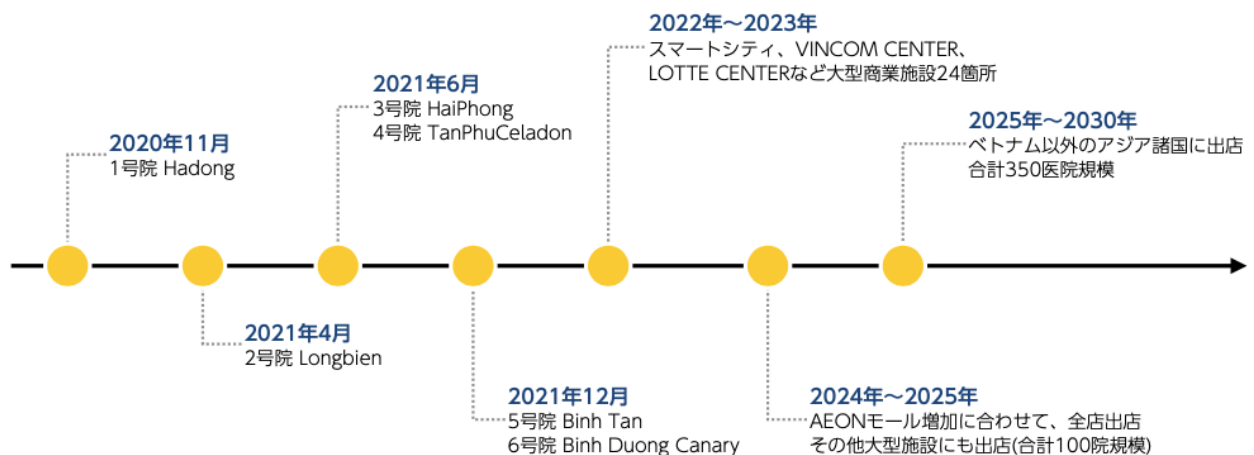 2020年11月
1号院 Hadong
2021年4月
2号院 Longbien
2021年6月
3号院 HaiPhong
4号院 TanPhuCeladon
2021年12月
5号院 Binh Tan
6号院 Binh Duong Canary
2022年〜2023年
スマートシティ、VINCOM CENTER、
LOTTE CENTERなど大型商業施設24箇所
2024年〜2025年
AEONモール増加に合わせて、全店出店
その他大型施設にも出店(合計100院規模)
2025年〜2030年
ベトナム以外のアジア諸国に出店
合計350医院規模